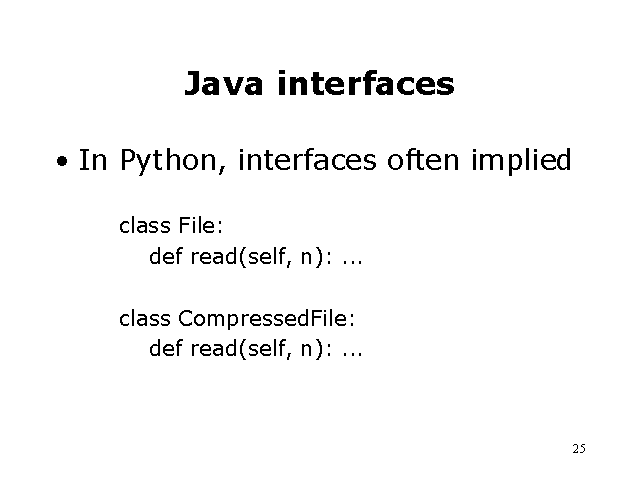 Java interfaces
• In Python, interfaces often implied
class File:
def read(self, n): ...
class CompressedFile:
def read(self, n): ...
25